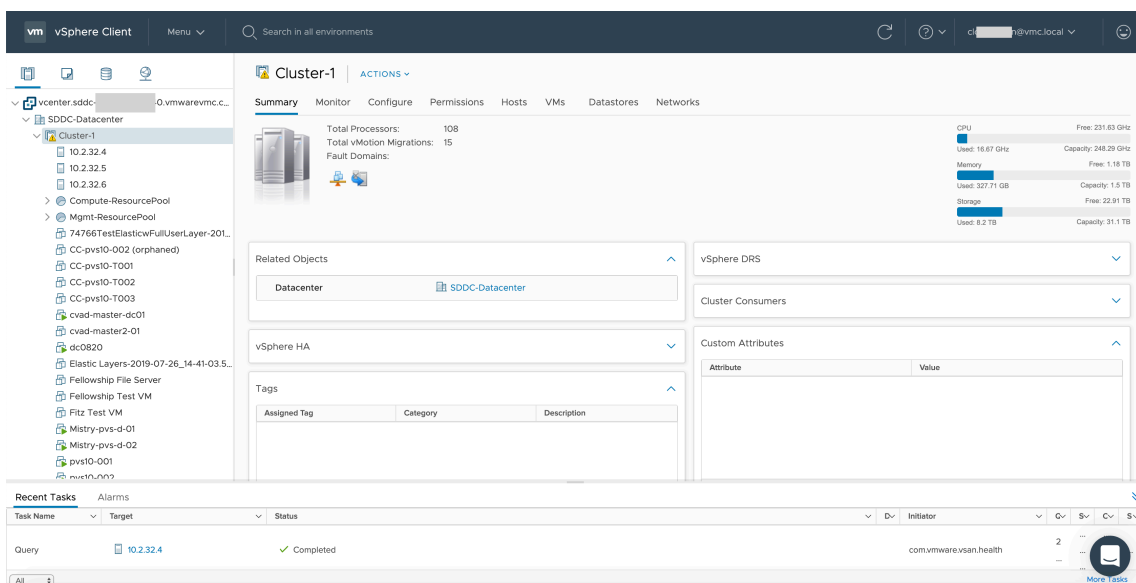 vm vSphere Client Menu Search in all environments n@vmc.local
Cluster-1 ACTIONS
Summary Monitor Configure Permissions Hosts VMs Datastores Networks
vcenter.sddc- .0.vmwarevmc.c...
SDDC-Datacenter
Cluster-1
10.2.32.4
10.2.32.5
10.2.32.6
Compute-ResourcePool
Mgmt-ResourcePool
74766TestElasticwFullUserLayer-201...
CC-pvs10-002 (orphaned)
CC-pvs10-T001
CC-pvs10-T002
CC-pvs10-T003
cvad-master-dc01
cvad-master2-01
dc0820
Elastic Layers-2019-07-26_14-41-03.5...
Fellowship File Server
Fellowship Test VM
Fitz Test VM
Mistry-pvs-d-01
Mistry-pvs-d-02
pvs10-001
pvs10-002
Total Processors: 108
Total vMotion Migrations: 15
Fault Domains:
CPU Free: 231.63 GHz
Used: 16.67 GHz Capacity: 248.29 GHz
Memory Free: 1.18 TB
Used: 327.71 GB Capacity: 1.5 TB
Storage Free: 22.91 TB
Used: 8.2 TB Capacity: 31.1 TB
Related Objects
Datacenter SDDC-Datacenter
vSphere HA
Tags
Assigned Tag Category Description
vSphere DRS
Cluster Consumers
Custom Attributes
Attribute Value
Recent Tasks Alarms
Task Name Target Status D Initiator C S C S
Query 10.2.32.4 Completed com.vmware.vsan.health 2
...
All More Tasks